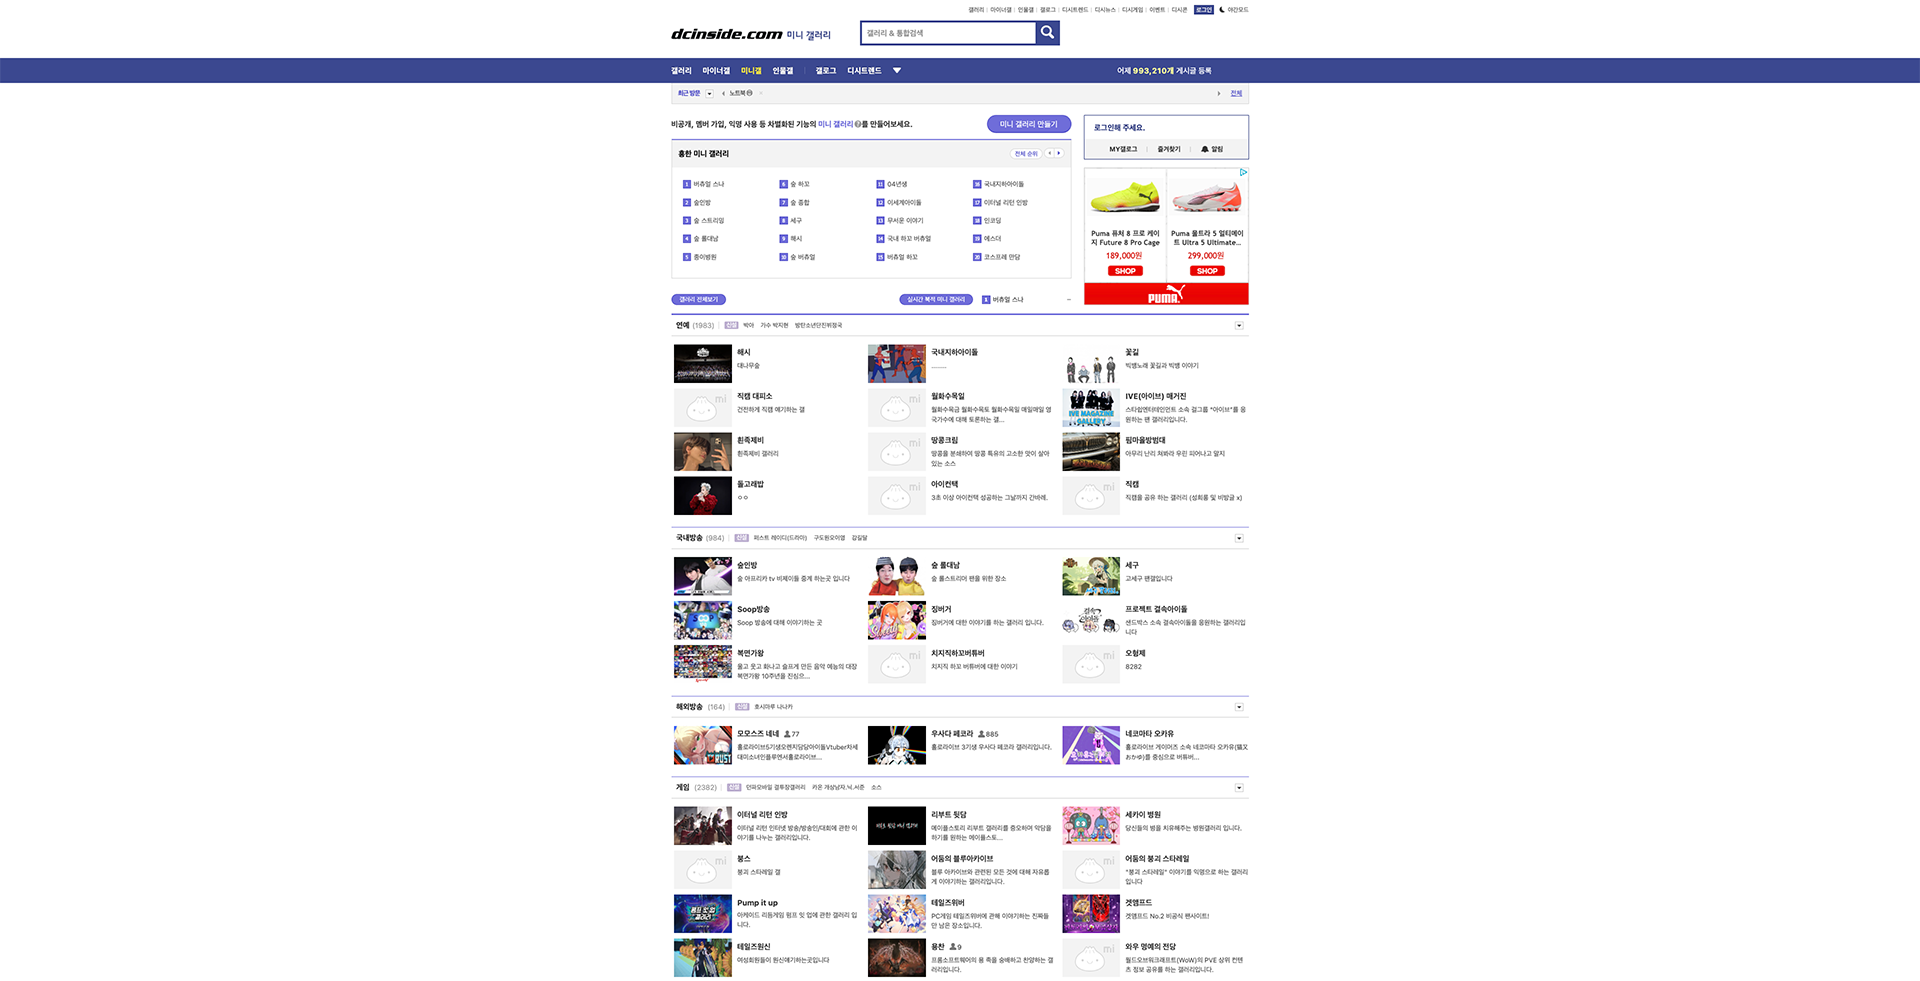 갤러리 마이너갤 인물갤 갤로그 디시트렌드 디시뉴스 디시게임 이벤트 디시콘 로그인 야간모드
dcinside.com 미니 갤러리
갤러리 & 통합검색
갤러리 마이너갤 미니갤 인물갤 갤로그 디시트렌드
어제 993,210개 게시글 등록
최근 방문 노트북 전체
비공개, 멤버 가입, 익명 사용 등 차별화된 기능의 미니 갤러리를 만들어보세요.
미니 갤러리 만들기
흥한 미니 갤러리
전체 순위
1 버츄얼 스나
2 숲인방
3 숲 스트리밍
4 숲 롤대남
5 종이병원
6 숲 하꼬
7 숲 종합
8 세구
9 해시
10 숲 버츄얼
11 04년생
12 이세계아이돌
13 무서운 이야기
14 국내 하꼬 버츄얼
15 버츄얼 하꼬
16 국내지하아이돌
17 이터널 리턴 인방
18 인코딩
19 에스더
20 코스프레 만담
로그인해 주세요.
MY갤로그 즐겨찾기 알림
Puma 퓨처 8 프로 케이
지 Future 8 Pro Cage
189,000원
SHOP
Puma 울트라 5 얼티메이
트 Ultra 5 Ultimate...
299,000원
SHOP
PUMA
갤러리 전체보기
실시간 북적 미니 갤러리
1 버츄얼 스나
연예 (1983) 신설 박아 가수 박지현 방탄소년단진뷔정국
해시
대나무숲
국내지하아이돌
꽃길
빅뱅노래 꽃길과 빅뱅 이야기
직캠 대피소
건전하게 직캠 얘기하는 갤
월화수목일
월화수목금 월화수목토 월화수목일 매일매일 영
국가수에 대해 토론하는 갤...
IVE MAGAZINE
GALLERY
IVE(아이브) 매거진
스타쉽엔터테인먼트 소속 걸그룹 "아이브"를 응
원하는 팬 갤러리입니다.
흰족제비
흰족제비 갤러리
땅콩크림
땅콩을 분쇄하여 땅콩 특유의 고소한 맛이 살아
있는 소스
핌마을방범대
아무리 난리 쳐봐라 우린 피어나고 말지
돌고래밥
ㅇㅇ
아이컨택
3초 이상 아이컨택 성공하는 그날까지 간바레.
직캠
직캠을 공유 하는 갤러리 (성희롱 및 비방글 x)
국내방송 (984) 신설 퍼스트 레이디(드라마) 구도원오이영 감길달
숲인방
숲 아프리카 tv 비제이들 중계 하는곳 입니다
숲 롤대남
숲 롤스트리머 팬을 위한 장소
세구
고세구 팬갤입니다
SOOP
Soop방송
Soop 방송에 대해 이야기하는 곳
징버거
징버거에 대한 이야기를 하는 갤러리 입니다.
프로젝트 결속아이돌
샌드박스 소속 결속아이돌을 응원하는 갤러리입
니다
복면가왕
울고 웃고 화나고 슬프게 만든 음악 예능의 대장
복면가왕 10주년을 진심으...
치지직하꼬버튜버
치지직 하꼬 버튜버에 대한 이야기
오형제
8282
해외방송 (164) 신설 호시마루 나나카
모모스즈 네네 77
홀로라이브5기생오렌지담당아이돌Vtuber차세
대미소녀인플루엔서홀로라이브....
RUST
우사다 페코라 885
홀로라이브 3기생 우사다 페코라 갤러리입니다.
네코마타 오카유
홀로라이브 게이머즈 소속 네코마타 오카유(猫又
おかゆ)를 중심으로 버튜버...
게임 (2382) 신설 던파모바일 결투장갤러리 카운 개상남자,닉,서준 소스
이터널 리턴 인방
이터널 리턴 인터넷 방송/방송인/대회에 관한 이
야기를 나누는 갤러리입니다.
리부트 뒷담
메이플스토리 리부트 갤러리를 증오하며 악담을
하기를 원하는 메이플스토...
세카이 병원
당신들의 병을 치유해주는 병원갤러리 입니다.
붕스
붕괴 스타레일 갤
어둠의 블루아카이브
블루 아카이브와 관련된 모든 것에 대해 자유롭
게 이야기하는 갤러리입니다.
어둠의 붕괴 스타레일
"붕괴 스타레일" 이야기를 익명으로 하는 갤러리
입니다
Pump it up
아케이드 리듬게임 펌프 잇 업에 관한 갤러리 입
니다.
테일즈위버
PC게임 테일즈위버에 관해 이야기하는 진짜들
만 남은 장소입니다.
겟앰프드
겟앰프드 No.2 비공식 팬사이트!
테일즈원신
여성회원들이 원신얘기하는곳입니다
용찬 9
프롬소프트웨어의 용 족을 숭배하고 찬양하는 갤
러리입니다.
와우 명예의 전당
월드오브워크래프트(WoW)의 PVE 상위 컨텐
츠 정보 공유를 하는 갤러리입니다.